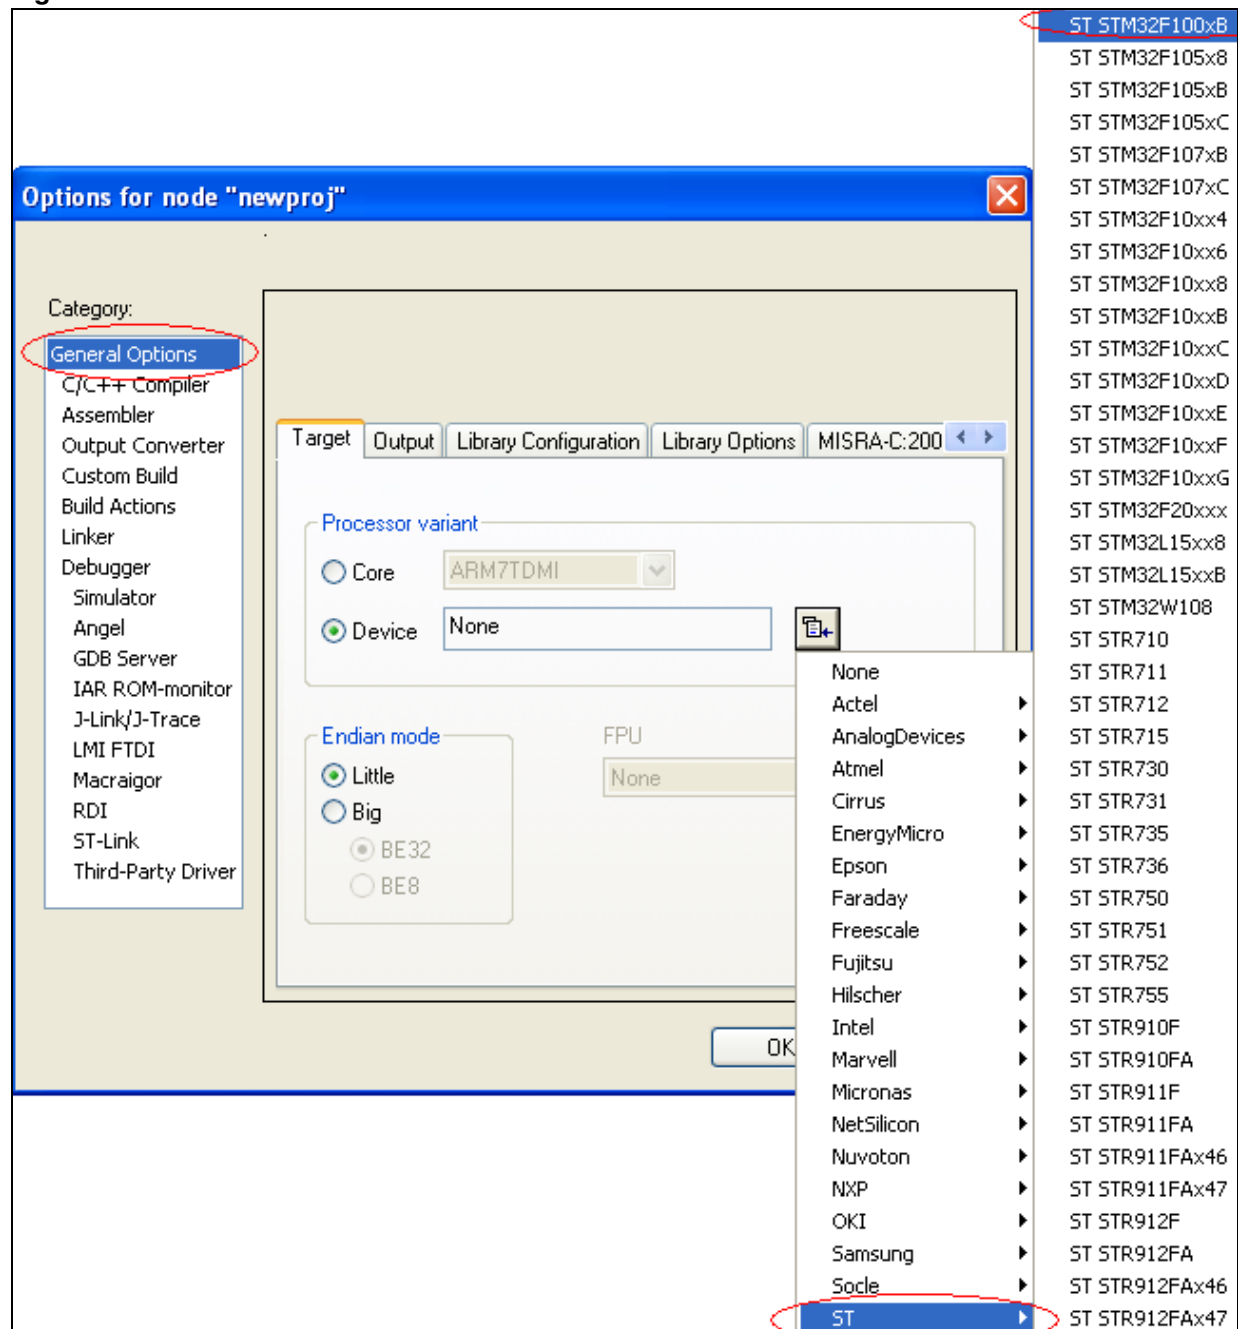 ST STM32F100xB
ST STM32F105x8
ST STM32F105xB
ST STM32F105xC
ST STM32F107xB
ST STM32F107xC
ST STM32F10xx4
ST STM32F10xx6
ST STM32F10xx8
ST STM32F10xxB
ST STM32F10xxC
ST STM32F10xxD
ST STM32F10xxE
ST STM32F10xxF
ST STM32F10xxG
ST STM32F20xxx
ST STM32L15xx8
ST STM32L15xxB
ST STM32W108
ST STR710
ST STR711
ST STR712
ST STR715
ST STR730
ST STR731
ST STR735
ST STR736
ST STR750
ST STR751
ST STR752
ST STR755
ST STR910F
ST STR910FA
ST STR911F
ST STR911FA
ST STR911FAx46
ST STR911FAx47
ST STR912F
ST STR912FA
ST STR912FAx46
ST STR912FAx47
Options for node "newproj"
Category:
General Options
C/C++ Compiler
Assembler
Output Converter
Custom Build
Build Actions
Linker
Debugger
Simulator
Angel
GDB Server
IAR ROM-monitor
J-Link/J-Trace
LMI FTDI
Macraigor
RDI
ST-Link
Third-Party Driver
Target Output Library Configuration Library Options MISRA-C:200
Processor variant
Core ARM7TDMI
Device None
Endian mode
Little
Big
BE32
BE8
FPU
None
OK
None
Actel
AnalogDevices
Atmel
Cirrus
EnergyMicro
Epson
Faraday
Freescale
Fujitsu
Hilscher
Intel
Marvell
Micronas
NetSilicon
Nuvoton
NXP
OKI
Samsung
Socle
ST